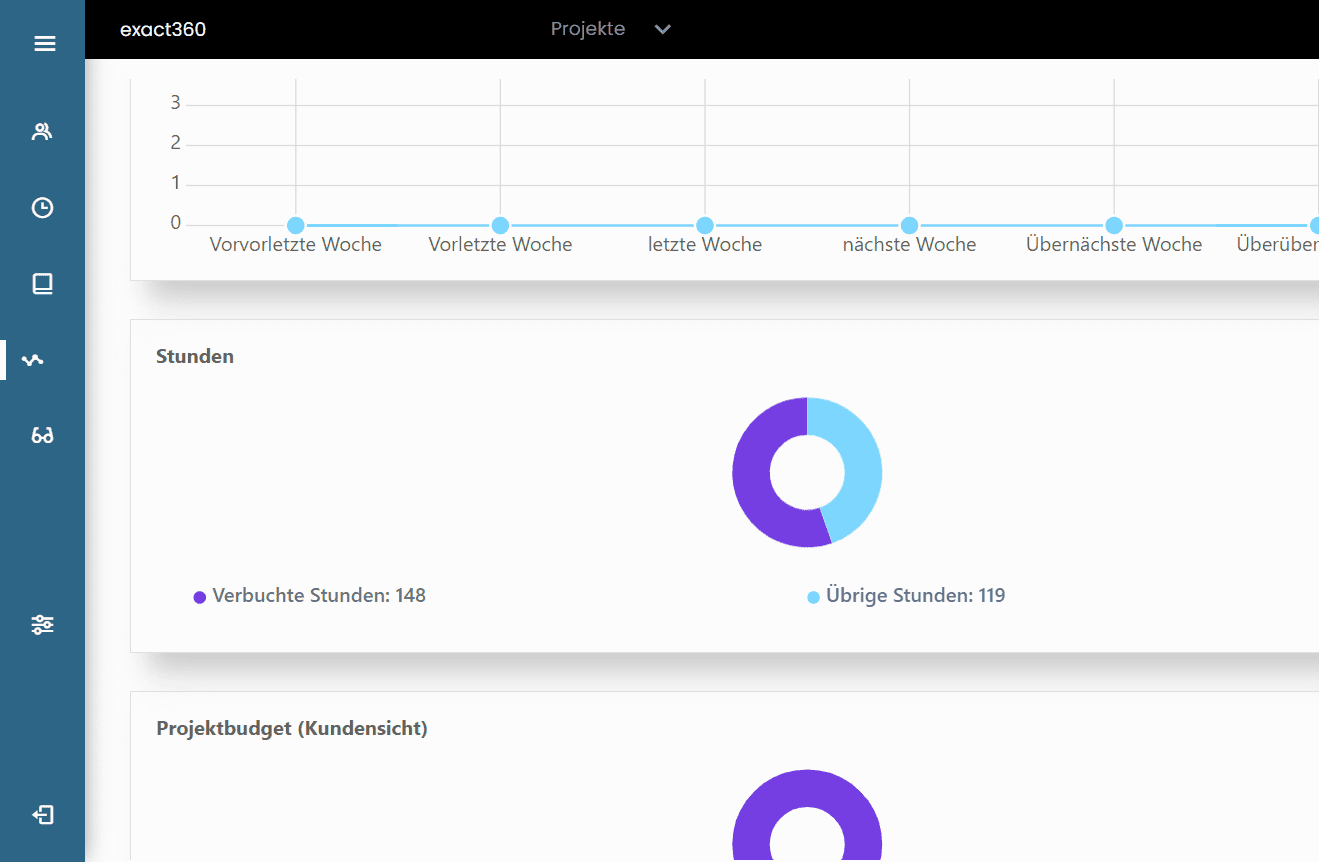 exact360
Projekte
3
2
1
0
Vorvorletzte Woche
Vorletzte Woche
letzte Woche
nächste Woche
Übernächste Woche
Überüber
Stunden
Verbuchte Stunden: 148
Übrige Stunden: 119
Projektbudget (Kundensicht)